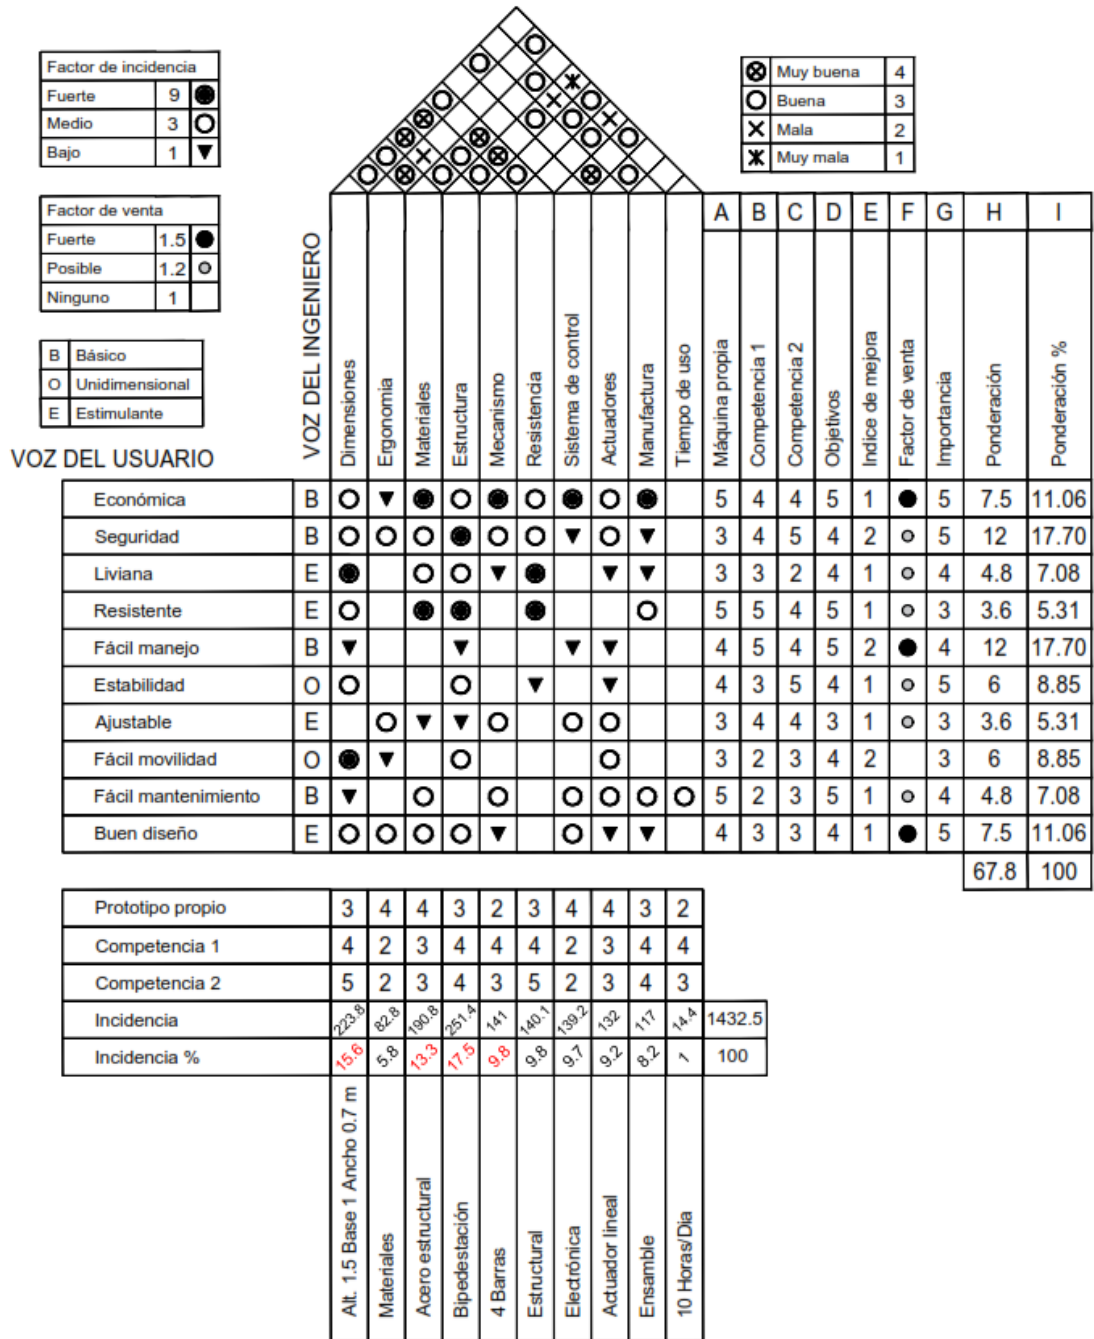 Factor de incidencia
Fuerte 9
Medio 3
Bajo 1
Muy buena 4
Buena 3
Mala 2
Muy mala 1
Factor de venta
Fuerte 1.5
Posible 1.2
Ninguno 1
B Básico
O Unidimensional
E Estimulante
VOZ DEL USUARIO
VOZ DEL INGENIERO
Dimensiones
Ergonomia
Materiales
Estructura
Mecanismo
Resistencia
Sistema de control
Actuadores
Manufactura
Tiempo de uso
A B C D E F G H I
Máquina propia
Competencia 1
Competencia 2
Objetivos
Indice de mejora
Factor de venta
Importancia
Ponderación
Ponderación %
Económica B 5 4 4 5 1 5 7.5 11.06
Seguridad B 3 4 5 4 2 5 12 17.70
Liviana E 3 3 2 4 1 4 4.8 7.08
Resistente E 5 5 4 5 1 3 3.6 5.31
Fácil manejo B 4 5 4 5 2 4 12 17.70
Estabilidad O 4 3 5 4 1 5 6 8.85
Ajustable E 3 4 4 3 1 3 3.6 5.31
Fácil movilidad O 3 2 3 4 2 3 6 8.85
Fácil mantenimiento B 5 2 3 5 1 4 4.8 7.08
Buen diseño E 4 3 3 4 1 5 7.5 11.06
67.8 100
Prototipo propio 3 4 4 3 2 3 4 4 3 2
Competencia 1 4 2 3 4 4 4 2 3 4 4
Competencia 2 5 2 3 4 3 5 2 3 4 3
Incidencia 223.8 82.8 190.8 251.4 141 140.1 139.2 132 117 14.4 1432.5
Incidencia % 15.6 5.8 13.3 17.5 9.8 9.8 9.7 9.2 8.2 1 100
Alt. 1.5 Base 1 Ancho 0.7 m
Materiales
Acero estructural
Bipedestación
4 Barras
Estructural
Electrónica
Actuador lineal
Ensamble
10 Horas/Dia